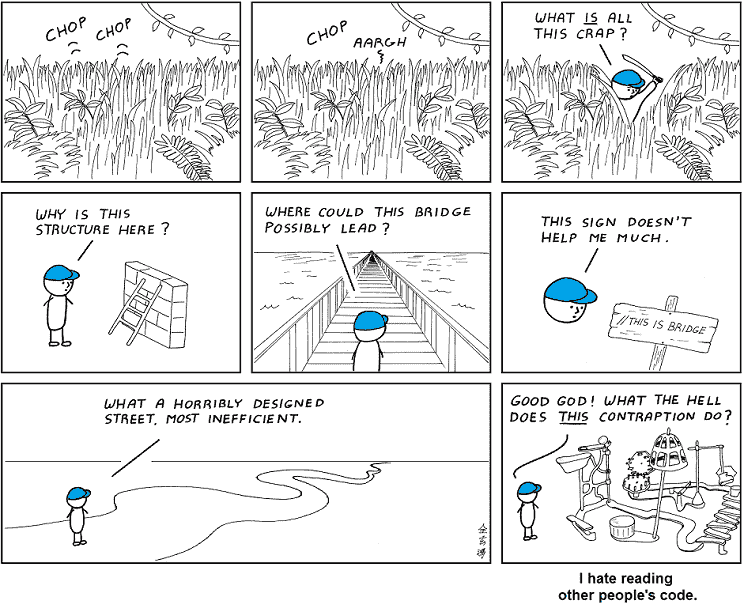 CHOP
CHOP
CHOP
AARGH
WHAT IS ALL
THIS CRAP?
WHY IS THIS
STRUCTURE HERE?
WHERE COULD THIS BRIDGE
POSSIBLY LEAD?
THIS SIGN DOESN'T
HELP ME MUCH.
//THIS IS BRIDGE
WHAT A HORRIBLY DESIGNED
STREET, MOST INEFFICIENT.
GOOD GOD! WHAT THE HELL
DOES THIS CONTRAPTION DO?
I hate reading
other people's code.